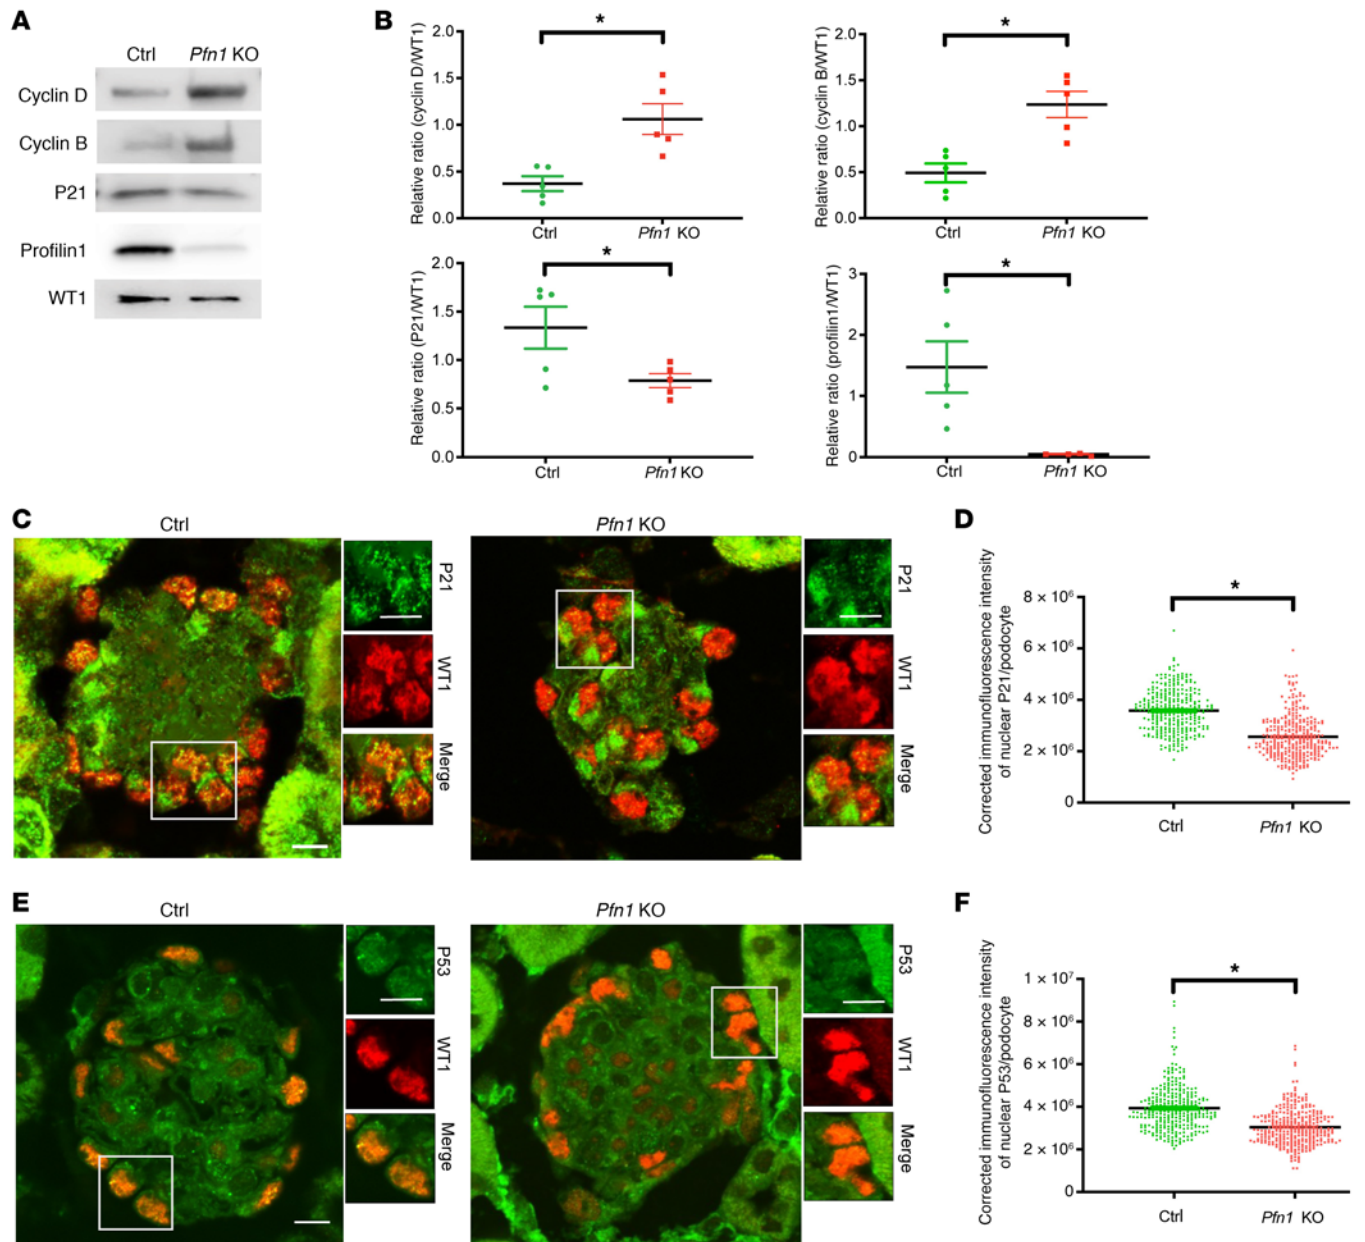 A
Ctrl Pfn1 KO
Cyclin D
Cyclin B
P21
Profilin1
WT1
B
Relative ratio (cyclin D/WT1)
2.0
1.5
1.0
0.5
0.0
*
Ctrl Pfn1 KO
Relative ratio (cyclin B/WT1)
2.0
1.5
1.0
0.5
0.0
*
Ctrl Pfn1 KO
Relative ratio (P21/WT1)
2.0
1.5
1.0
0.5
0.0
*
Ctrl Pfn1 KO
Relative ratio (profilin1/WT1)
3
2
1
0
*
Ctrl Pfn1 KO
C
Ctrl
P21
WT1
Merge
Pfn1 KO
P21
WT1
Merge
D
Corrected immunofluorescence intensity
of nuclear P21/podocyte
8 × 10⁶
6 × 10⁶
4 × 10⁶
2 × 10⁶
0
*
Ctrl Pfn1 KO
E
Ctrl
P53
WT1
Merge
Pfn1 KO
P53
WT1
Merge
F
Corrected immunofluorescence intensity
of nuclear P53/podocyte
1 × 10⁷
8 × 10⁶
6 × 10⁶
4 × 10⁶
2 × 10⁶
0
*
Ctrl Pfn1 KO